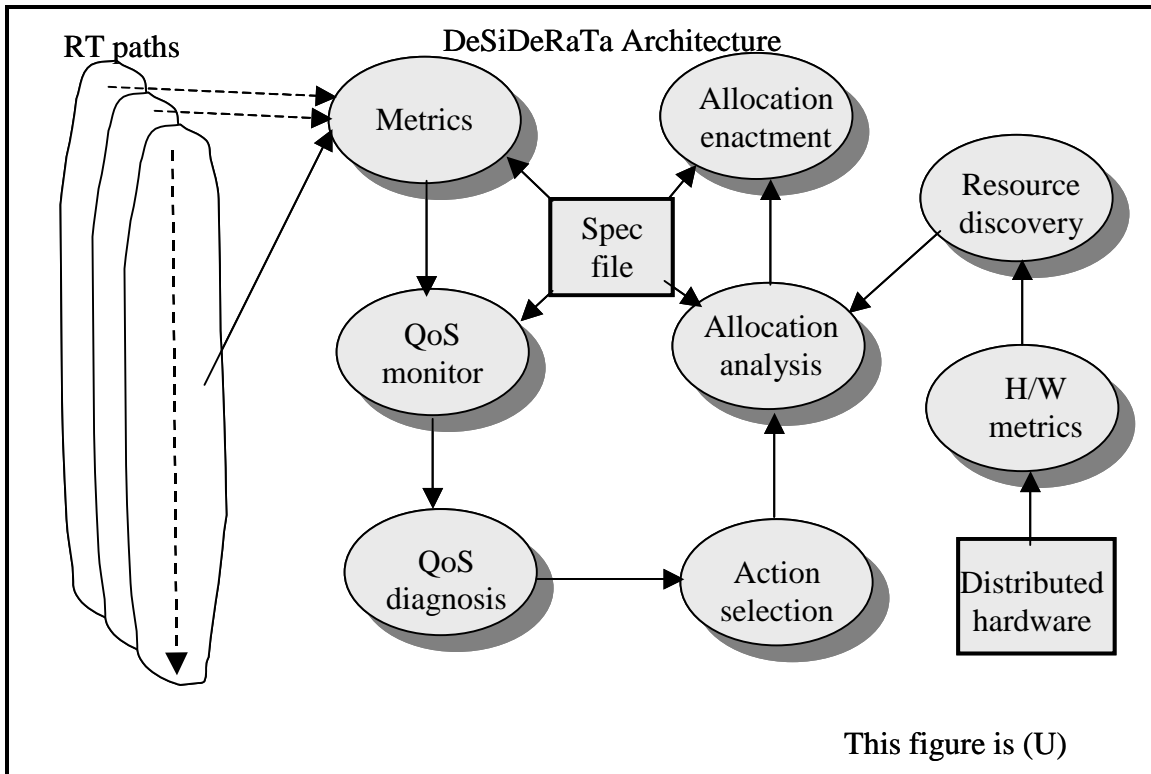 DeSiDeRaTa Architecture
RT paths
Metrics
Allocation
enactment
Resource
discovery
Spec
file
QoS
monitor
Allocation
analysis
H/W
metrics
QoS
diagnosis
Action
selection
Distributed
hardware
This figure is (U)